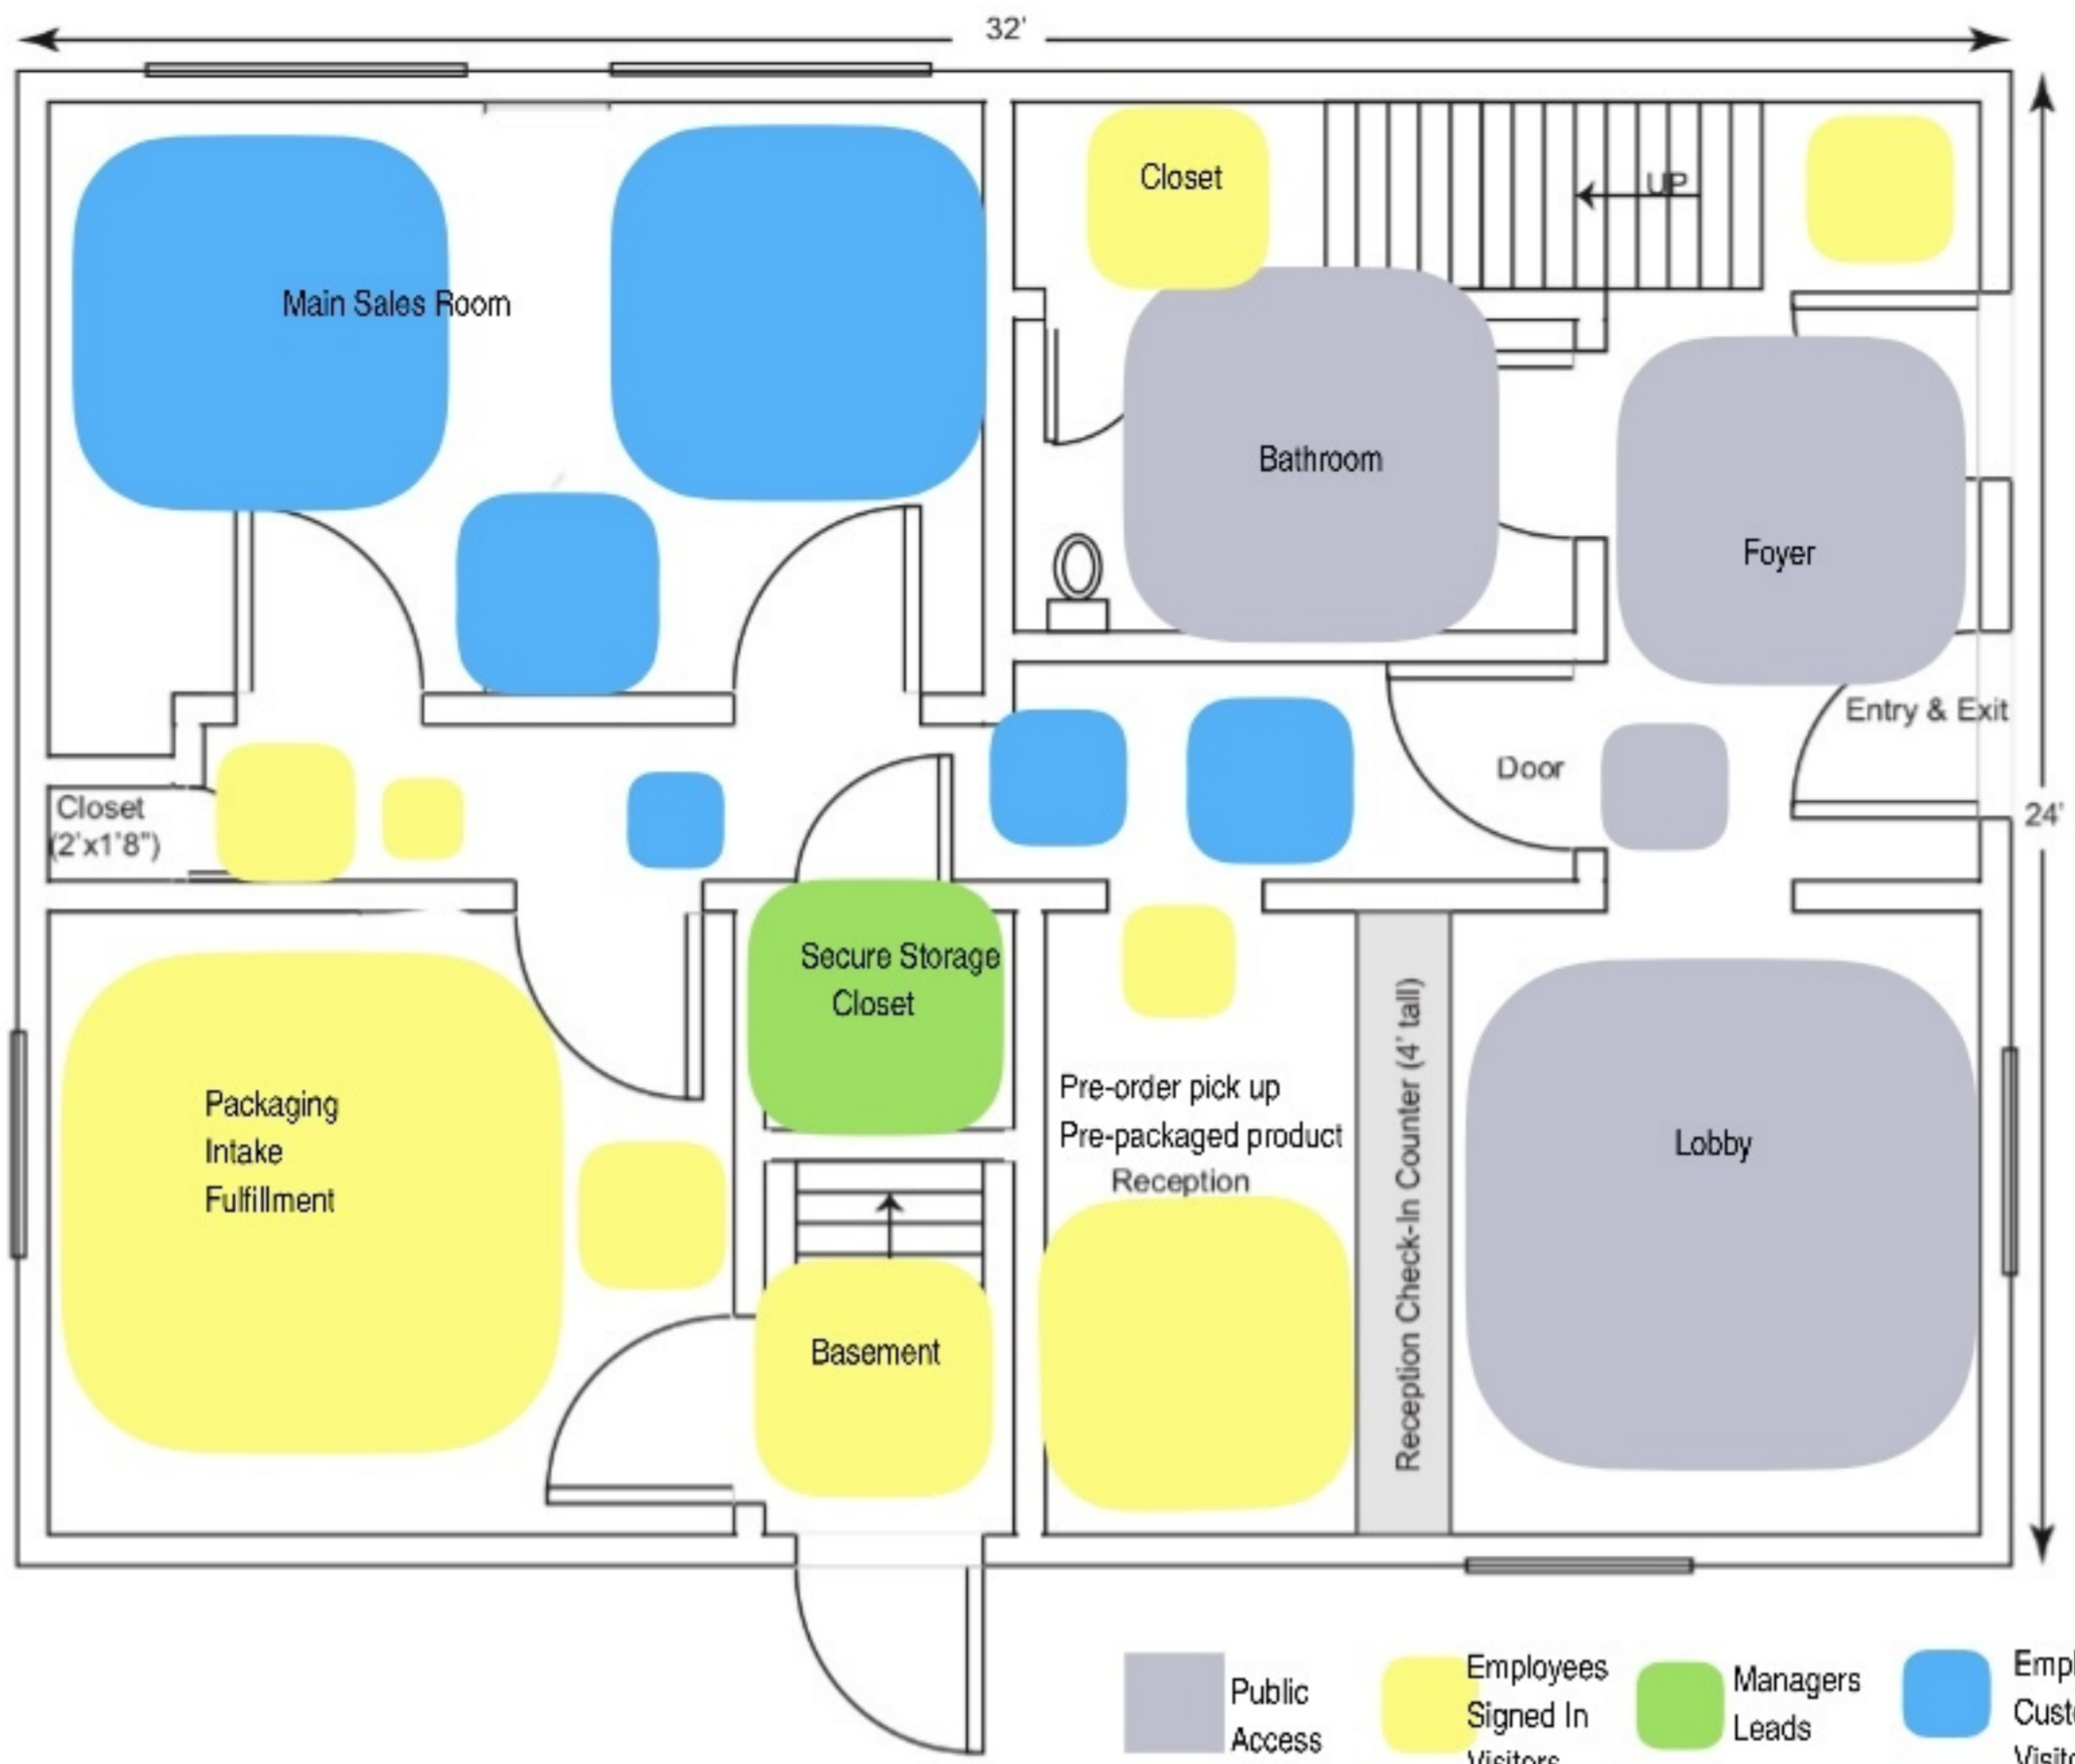 32'
Closet
UP
Main Sales Room
Bathroom
Foyer
Entry & Exit
Door
Closet
(2'x1'8")
24'
Secure Storage
Closet
Packaging
Intake
Fulfillment
Pre-order pick up
Pre-packaged product
Reception
Reception Check-In Counter (4' tall)
Lobby
Basement
Public
Access
Employees
Signed In
Visitors
Managers
Leads